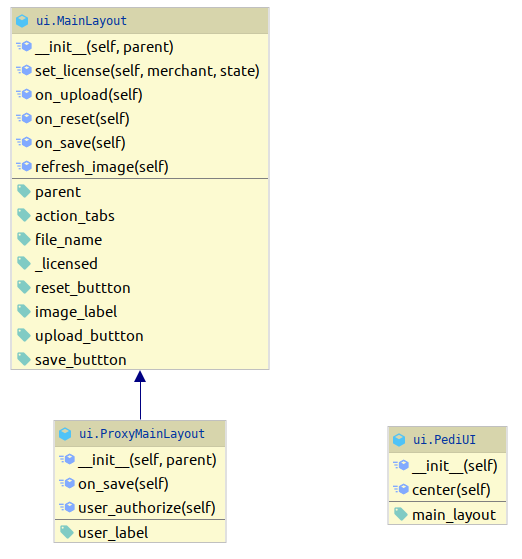 ui.MainLayout
__init__(self, parent)
set_license(self, merchant, state)
on_upload(self)
on_reset(self)
on_save(self)
refresh_image(self)
parent
action_tabs
file_name
_licensed
reset_buttton
image_label
upload_buttton
save_buttton
ui.ProxyMainLayout
__init__(self, parent)
on_save(self)
user_authorize(self)
user_label
ui.PediUI
__init__(self)
center(self)
main_layout